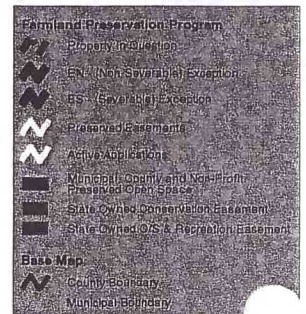 Farmland Preservation Program
Property In Question
EN - (Non-Severable) Exception
ES - (Severable) Exception
Preserved Easements
Active Applications
Municipal, County and Non-Profit
Preserved Open Space
State Owned Conservation Easement
State Owned O/S & Recreation Easement
Base Map
County Boundary
Municipal Boundary